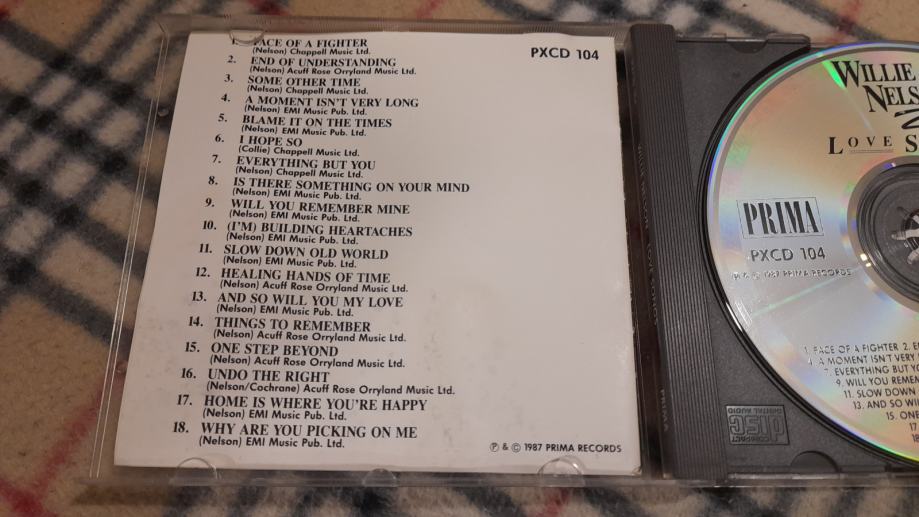 PXCD 104
1. FACE OF A FIGHTER
(Nelson) Chappell Music Ltd.
2. END OF UNDERSTANDING
(Nelson) Acuff Rose Orryland Music Ltd.
3. SOME OTHER TIME
(Nelson) Chappell Music Ltd.
4. A MOMENT ISN'T VERY LONG
(Nelson) EMI Music Pub. Ltd.
5. BLAME IT ON THE TIMES
(Nelson) EMI Music Pub. Ltd.
6. I HOPE SO
(Collie) Chappell Music Ltd.
7. EVERYTHING BUT YOU
(Nelson) Chappell Music Ltd.
8. IS THERE SOMETHING ON YOUR MIND
(Nelson) EMI Music Pub. Ltd.
9. WILL YOU REMEMBER MINE
(Nelson) EMI Music Pub. Ltd.
10. (I'M) BUILDING HEARTACHES
(Nelson) EMI Music Pub. Ltd.
11. SLOW DOWN OLD WORLD
(Nelson) EMI Music Pub. Ltd.
12. HEALING HANDS OF TIME
(Nelson) Acuff Rose Orryland Music Ltd.
13. AND SO WILL YOU MY LOVE
(Nelson) EMI Music Pub. Ltd.
14. THINGS TO REMEMBER
(Nelson) Acuff Rose Orryland Music Ltd.
15. ONE STEP BEYOND
(Nelson) Acuff Rose Orryland Music Ltd.
16. UNDO THE RIGHT
(Nelson/Cochrane) Acuff Rose Orryland Music Ltd.
17. HOME IS WHERE YOU'RE HAPPY
(Nelson) EMI Music Pub. Ltd.
18. WHY ARE YOU PICKING ON ME
(Nelson) EMI Music Pub. Ltd.
℗ & © 1987 PRIMA RECORDS
WILLIE
NELS
LOVE S
PRIMA
PXCD 104
℗ & © 1987 PRIMA RECORDS
1. FACE OF A FIGHTER 2. E
4. A MOMENT ISN'T VERY
7. EVERYTHING BUT YO
9. WILL YOU REMEM
11. SLOW DOWN
13. AND SO WI
15. ON
17
18
COMPACT
disc
DIGITAL AUDIO